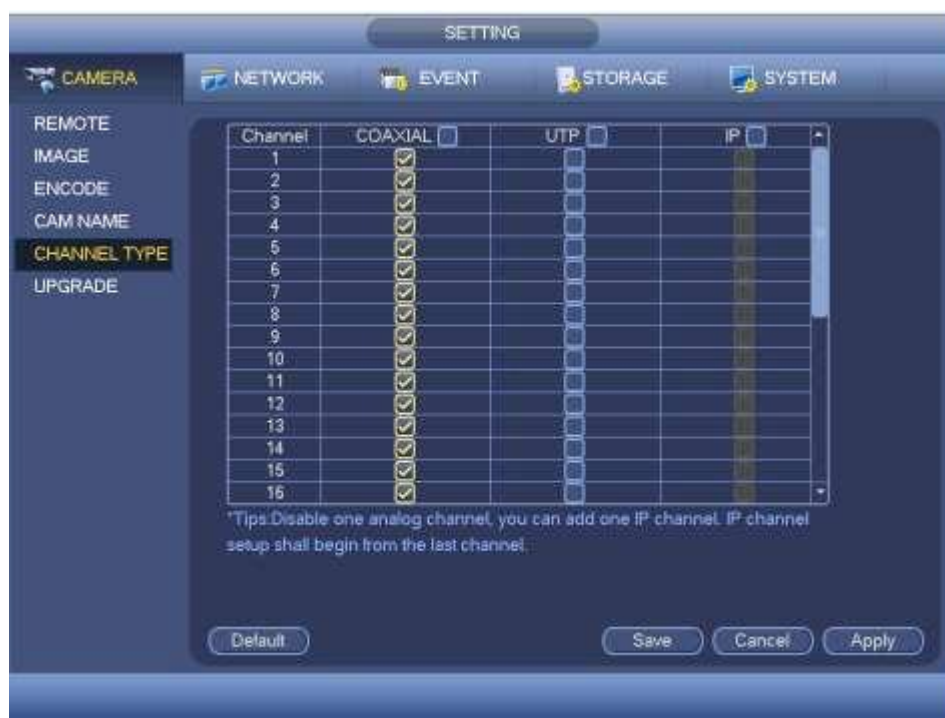 SETTING
CAMERA NETWORK EVENT STORAGE SYSTEM
REMOTE
IMAGE
ENCODE
CAM NAME
CHANNEL TYPE
UPGRADE
Channel COAXIAL UTP IP
1
2
3
4
5
6
7
8
9
10
11
12
13
14
15
16
*Tips:Disable one analog channel, you can add one IP channel. IP channel
setup shall begin from the last channel.
Default Save Cancel Apply